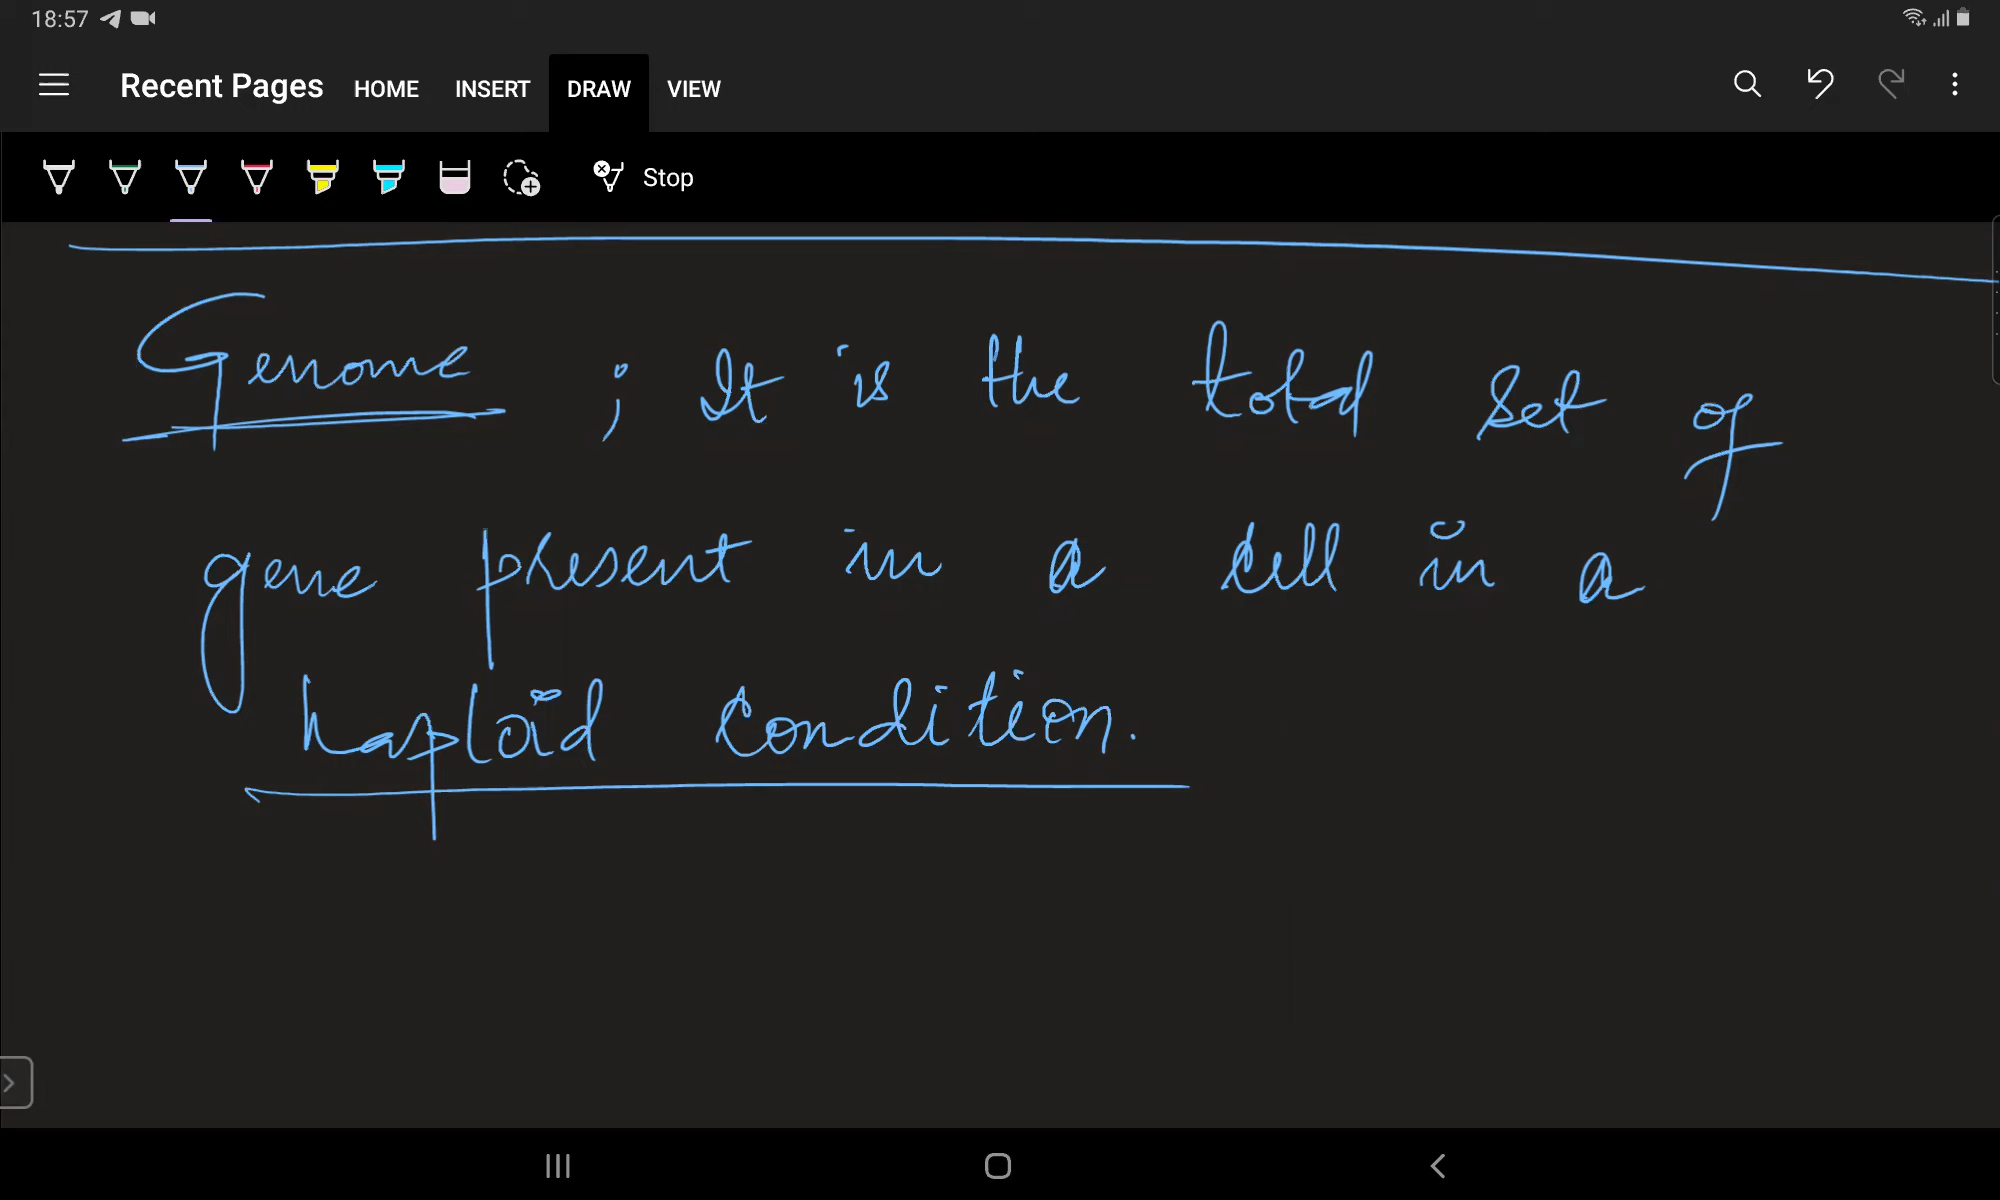 18:57
Recent Pages HOME INSERT DRAW VIEW
Stop
Genome ; It is the total set of
gene present in a cell in a
haploid condition.